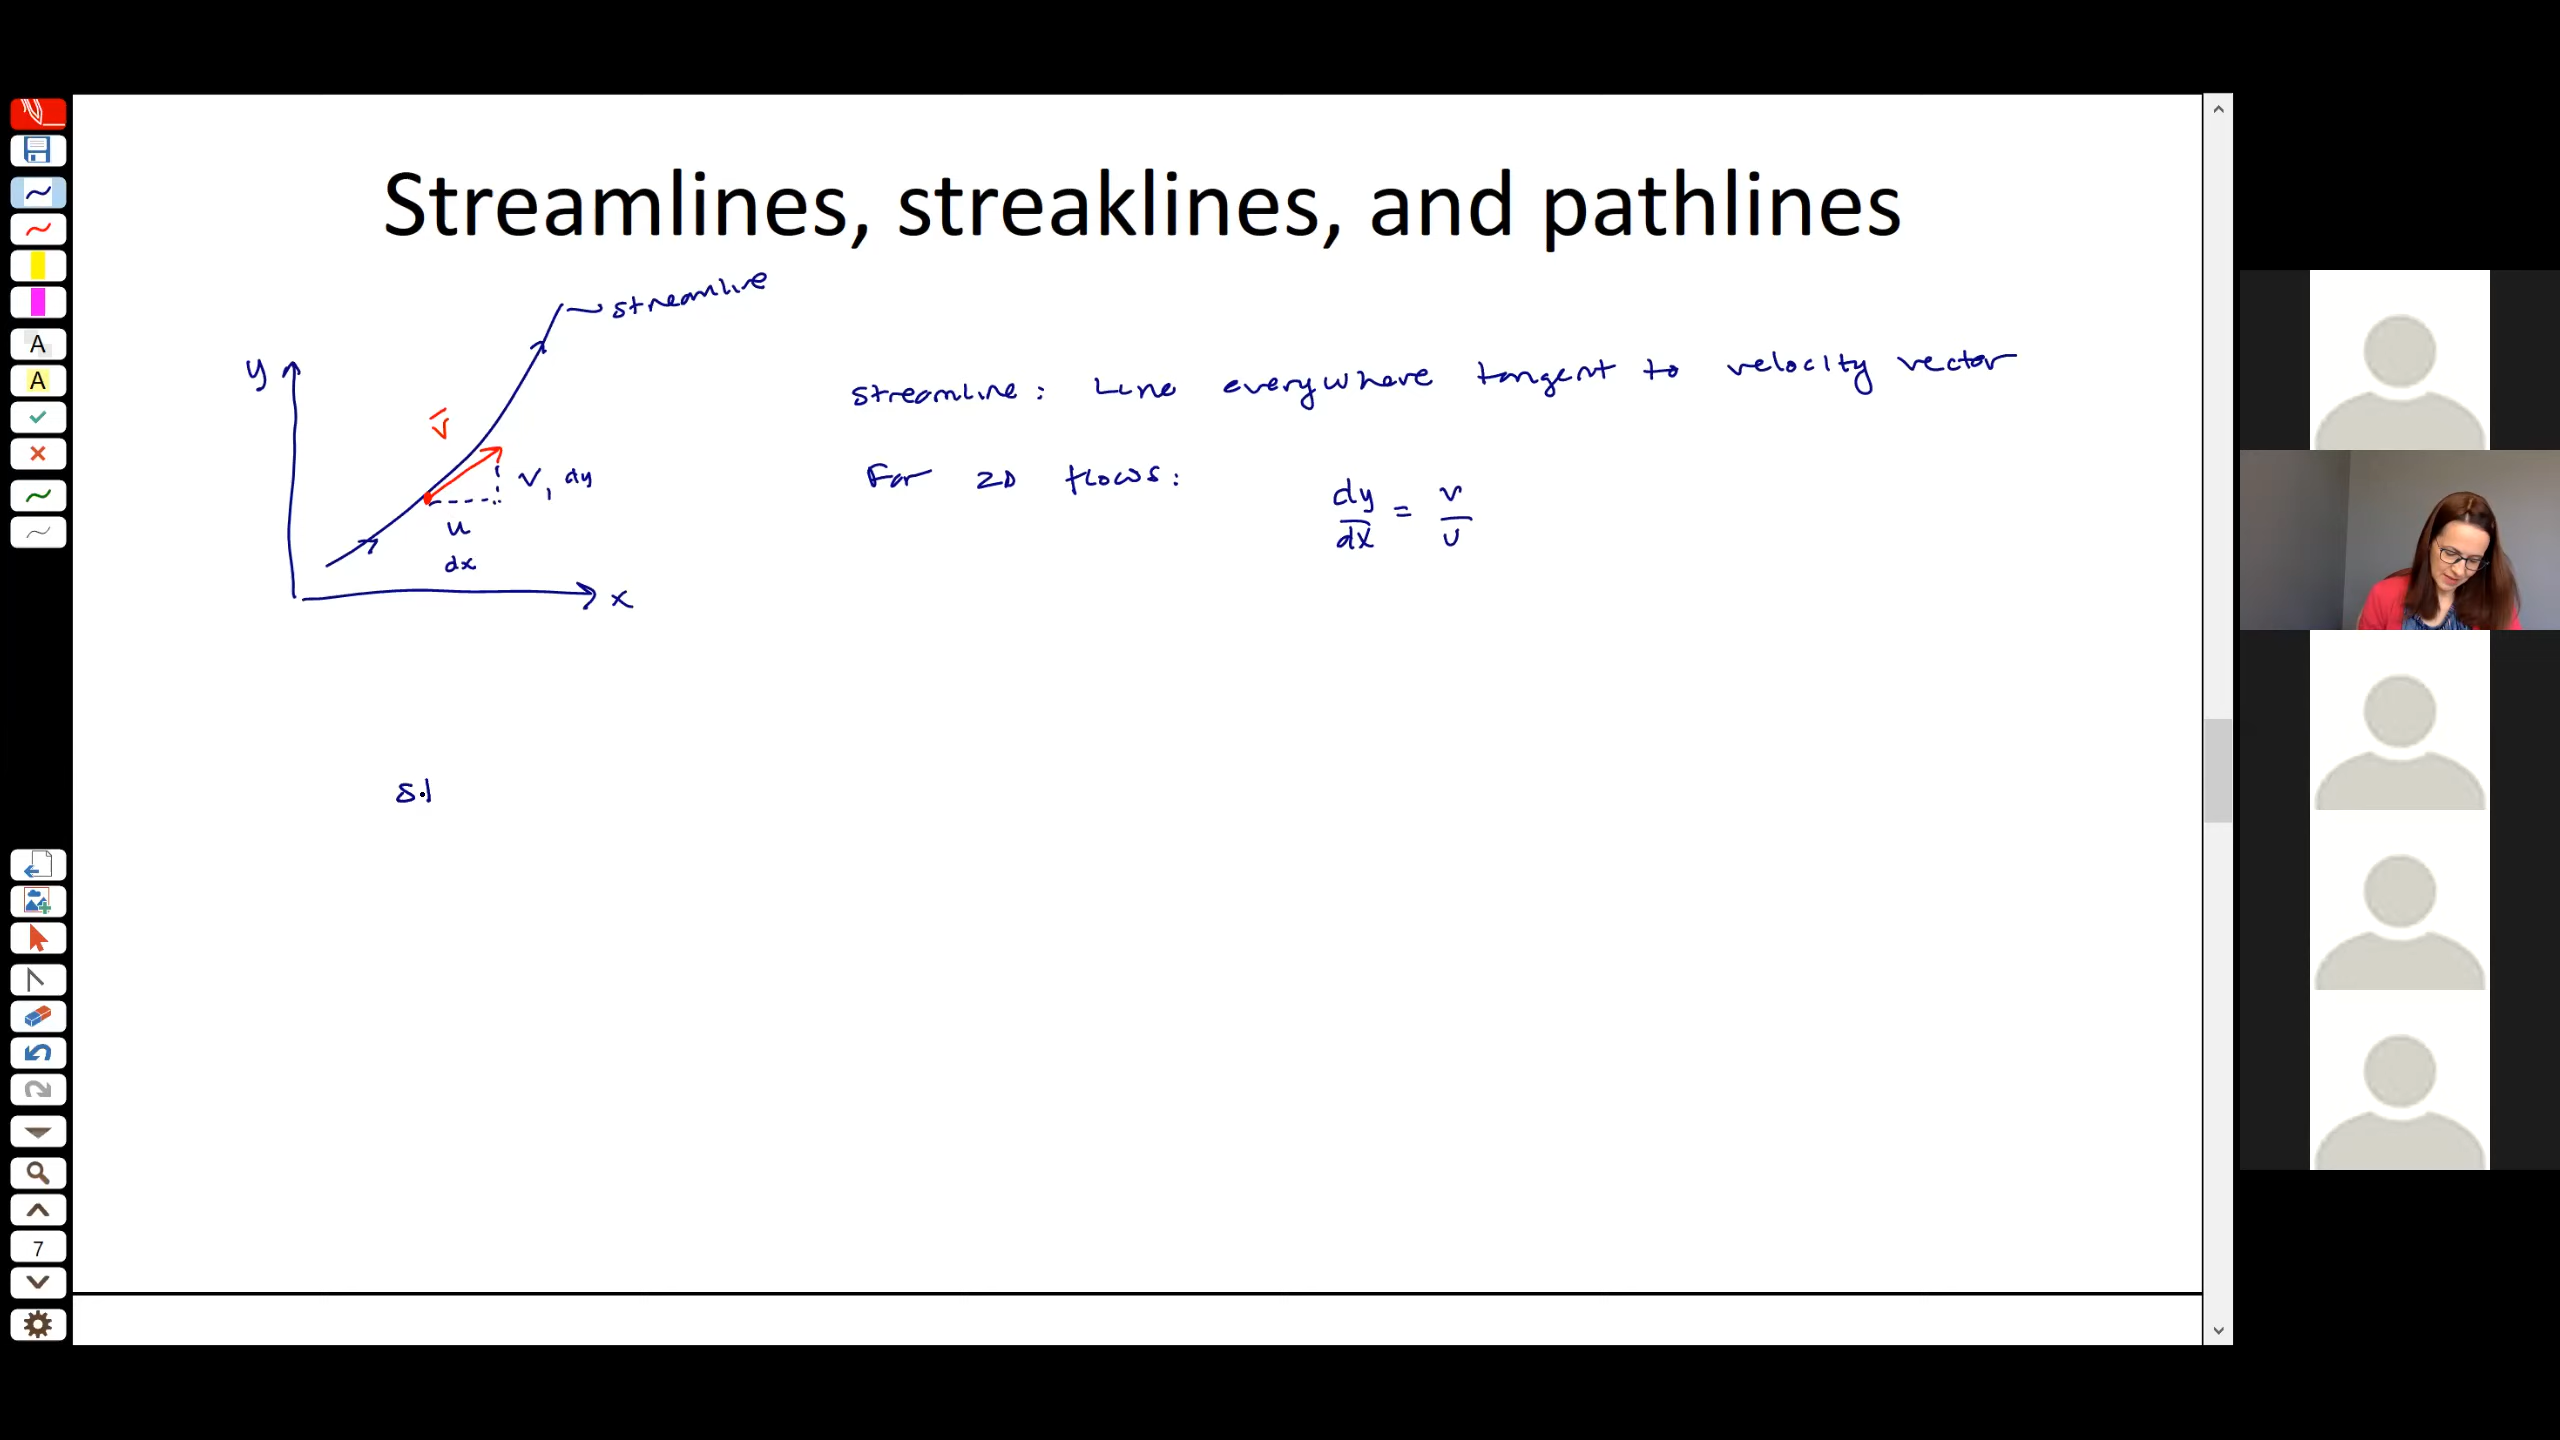 Streamlines, streaklines, and pathlines
streamline
y
V̄
v, dy
u
dx
x
streamline: Line everywhere tangent to velocity vector
For 2D flows:
dy/dx = v/u
A
A
7